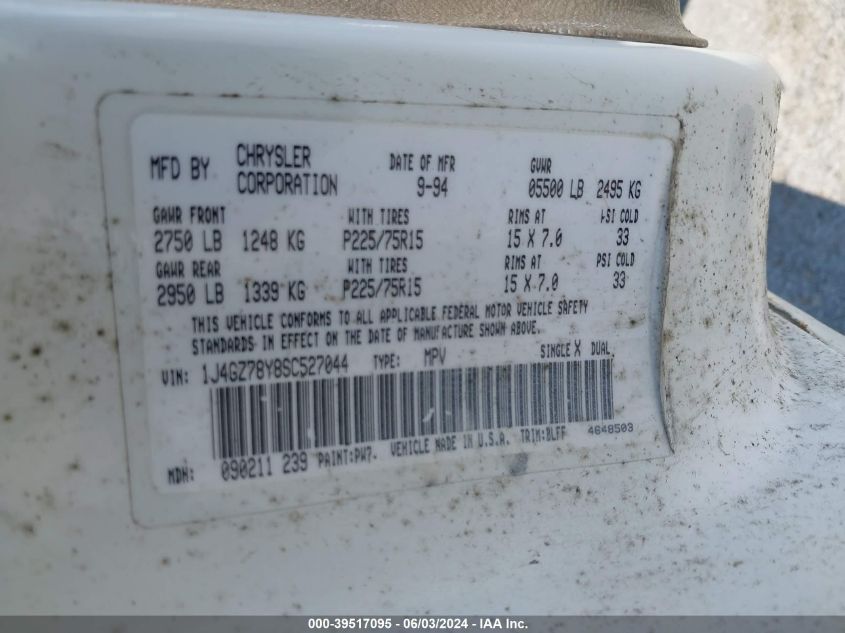 MFD BY CHRYSLER CORPORATION DATE OF MFR 9-94 GVWR 05500 LB 2495 KG
GAWR FRONT WITH TIRES RIMS AT PSI COLD
2750 LB 1248 KG P225/75R15 15 X 7.0 33
GAWR REAR WITH TIRES RIMS AT PSI COLD
2950 LB 1339 KG P225/75R15 15 X 7.0 33
THIS VEHICLE CONFORMS TO ALL APPLICABLE FEDERAL MOTOR VEHICLE SAFETY
STANDARDS IN EFFECT ON THE DATE OF MANUFACTURE SHOWN ABOVE.
VIN: 1J4GZ78Y8SC527044 TYPE: MPV SINGLE X DUAL
MDH: 090211 239 PAINT:PW7. VEHICLE MADE IN U.S.A. TRIM:DLFF 4648503
000-39517095 - 06/03/2024 - IAA Inc.